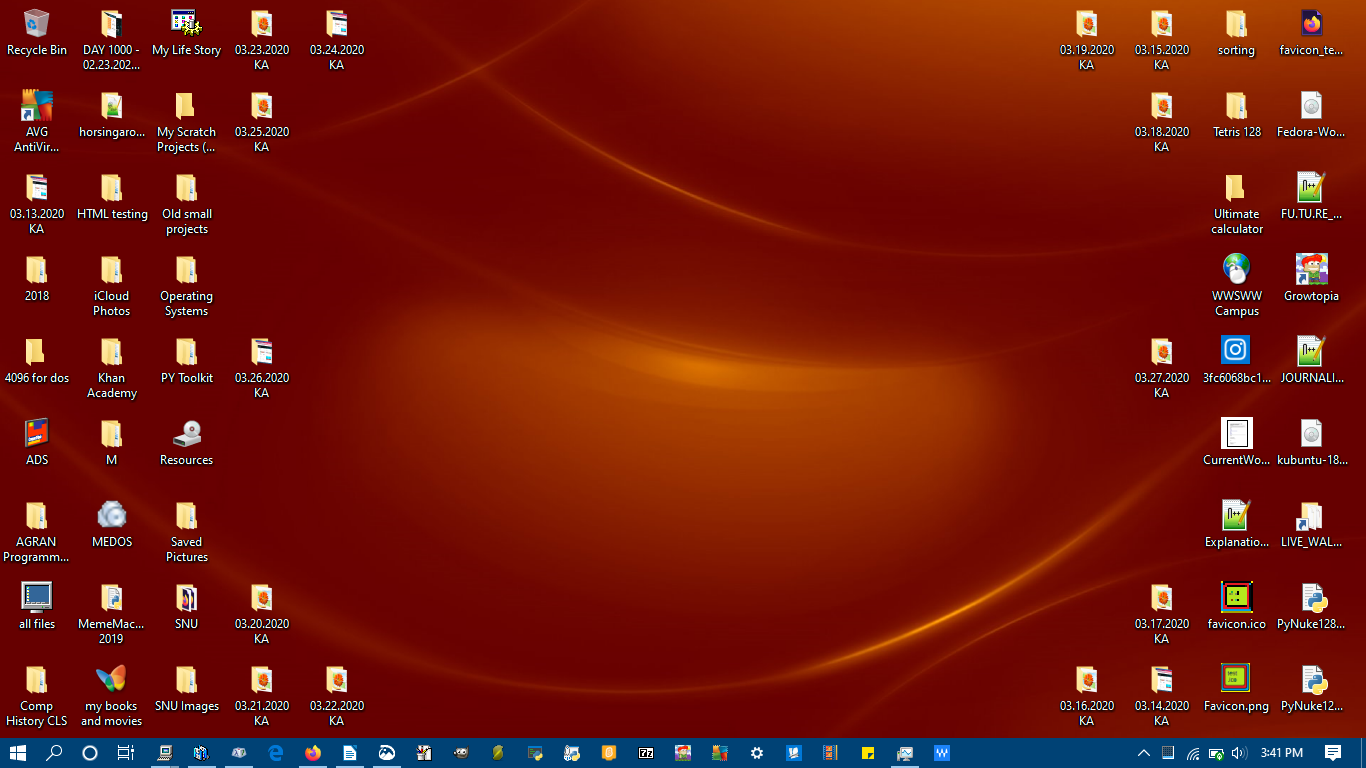 Recycle Bin
DAY 1000 -
02.23.202...
My Life Story
03.23.2020
KA
03.24.2020
KA
03.19.2020
KA
03.15.2020
KA
sorting
favicon_te...
AVG
AntiVir...
horsingaro...
My Scratch
Projects (...
03.25.2020
KA
03.18.2020
KA
Tetris 128
Fedora-Wo...
03.13.2020
KA
HTML testing
Old small
projects
Ultimate
calculator
FU.TU.RE_...
2018
iCloud
Photos
Operating
Systems
WWSWW
Campus
Growtopia
4096 for dos
Khan
Academy
PY Toolkit
03.26.2020
KA
03.27.2020
KA
3fc6068bc1...
JOURNALI...
ADS
M
Resources
CurrentWo...
kubuntu-18...
AGRAN
Programm...
MEDOS
Saved
Pictures
Explanatio...
LIVE_WAL...
all files
MemeMac...
2019
SNU
03.20.2020
KA
03.17.2020
KA
favicon.ico
PyNuke128...
Comp
History CLS
my books
and movies
SNU Images
03.21.2020
KA
03.22.2020
KA
03.16.2020
KA
03.14.2020
KA
Favicon.png
PyNuke12...
3:41 PM